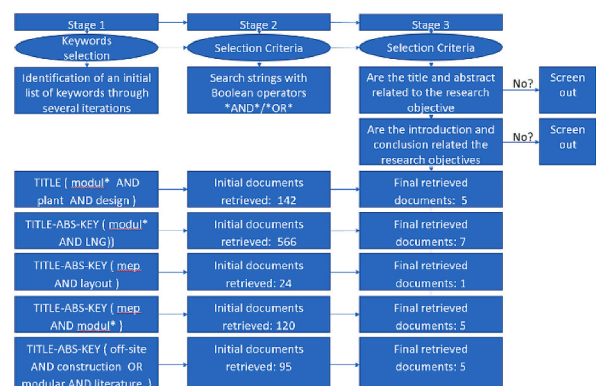 Stage 1
Stage 2
Stage 3
Keywords
selection
Selection Criteria
Selection Criteria
Identification of an initial
list of keywords through
several iterations
Search strings with
Boolean operators
*AND*/*OR*
Are the title and abstract
related to the research
objective
No?
Screen
out
Are the introduction and
conclusion related the
research objectives
No?
Screen
out
TITLE ( modul* AND
plant AND design )
Initial documents
retrieved: 142
Final retrieved
documents: 5
TITLE-ABS-KEY ( modul*
AND LNG))
Initial documents
retrieved: 566
Final retrieved
documents: 7
TITLE-ABS-KEY ( mep
AND layout )
Initial documents
retrieved: 24
Final retrieved
documents: 1
TITLE-ABS-KEY ( mep
AND modul* )
Initial documents
retrieved: 120
Final retrieved
documents: 5
TITLE-ABS-KEY ( off-site
AND construction OR
modular AND literature )
Initial documents
retrieved: 95
Final retrieved
documents: 5